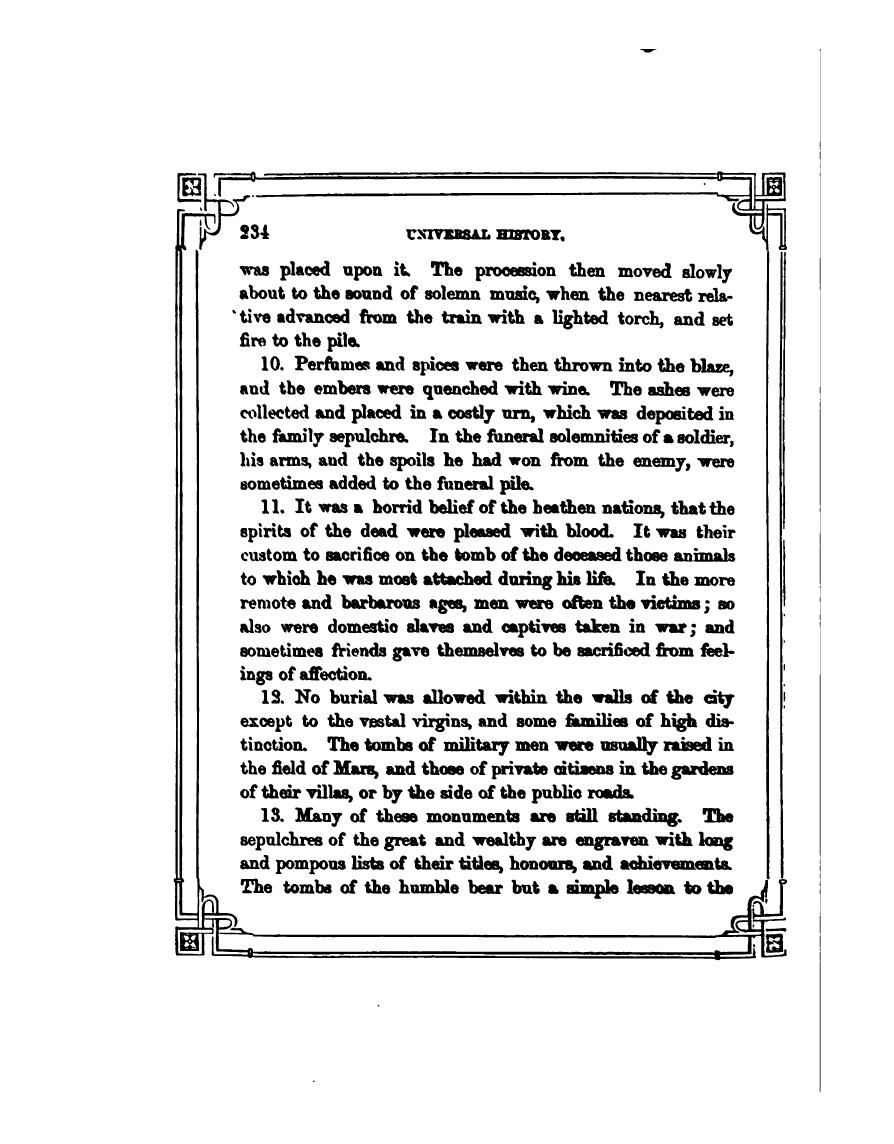 234 UNIVERSAL HISTORY.
was placed upon it. The procession then moved slowly
about to the sound of solemn music, when the nearest rela-
tive advanced from the train with a lighted torch, and set
fire to the pile.
10. Perfumes and spices were then thrown into the blaze,
and the embers were quenched with wine. The ashes were
collected and placed in a costly urn, which was deposited in
the family sepulchre. In the funeral solemnities of a soldier,
his arms, and the spoils he had won from the enemy, were
sometimes added to the funeral pile.
11. It was a horrid belief of the heathen nations, that the
spirits of the dead were pleased with blood. It was their
custom to sacrifice on the tomb of the deceased those animals
to which he was most attached during his life. In the more
remote and barbarous ages, men were often the victims; so
also were domestic slaves and captives taken in war; and
sometimes friends gave themselves to be sacrificed from feel-
ings of affection.
12. No burial was allowed within the walls of the city
except to the vestal virgins, and some families of high dis-
tinction. The tombs of military men were usually raised in
the field of Mars, and those of private citizens in the gardens
of their villas, or by the side of the public roads.
13. Many of these monuments are still standing. The
sepulchres of the great and wealthy are engraven with long
and pompous lists of their titles, honours, and achievements.
The tombs of the humble bear but a simple lesson to the